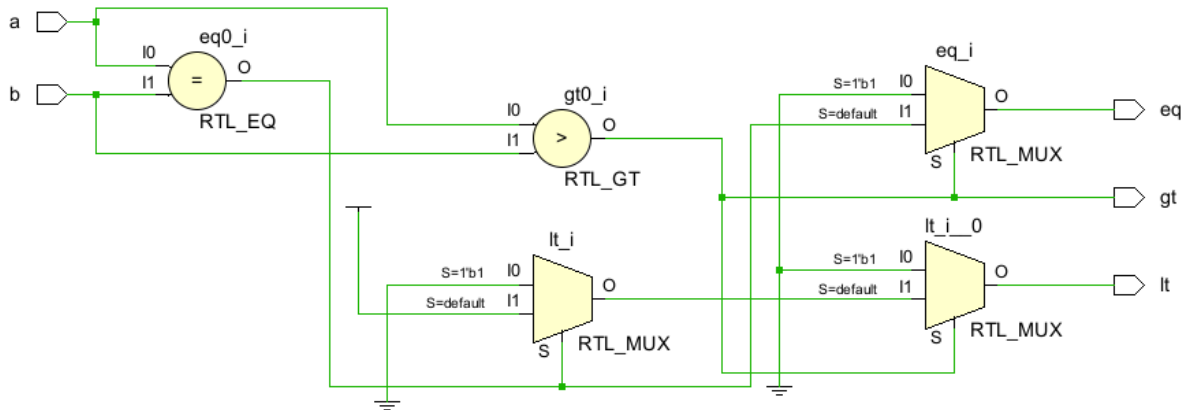 a
eq0_i
I0
O
I1
=
b
RTL_EQ
gt0_i
I0
O
I1
>
RTL_GT
eq_i
S=1'b1
I0
O
S=default
I1
eq
S
RTL_MUX
gt
lt_i
S=1'b1
I0
O
S=default
I1
S
RTL_MUX
lt_i__0
S=1'b1
I0
O
S=default
I1
lt
S
RTL_MUX